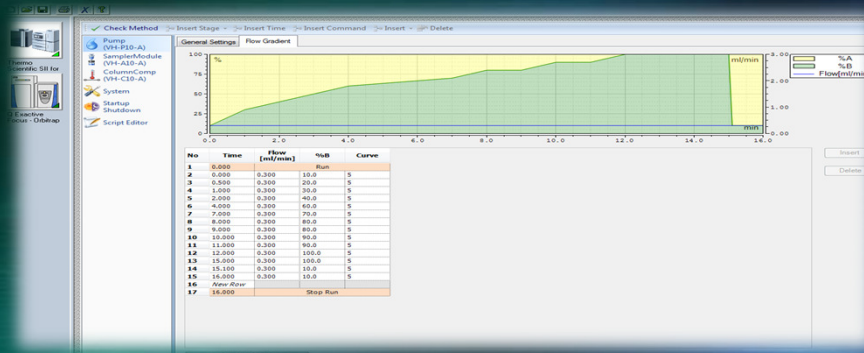 Check Method Insert Stage Insert Time Insert Command Insert Delete
Pump
(VH-P10-A)
SamplerModule
(VH-A10-A)
ColumnComp
(VH-C10-A)
System
Startup
Shutdown
Script Editor
Thermo
Scientific SII for
Exactive
Focus - Orbitrap
General Settings Flow Gradient
%
ml/min
min
100
75
50
25
0
3.00
2.00
1.00
0.00
0.0 2.0 4.0 6.0 8.0 10.0 12.0 14.0 16.0
%A
%B
Flow[ml/min
No Time Flow [ml/min] %B Curve
1 0.000 Run
2 0.000 0.300 10.0 5
3 0.500 0.300 20.0 5
4 1.000 0.300 30.0 5
5 2.000 0.300 40.0 5
6 4.000 0.300 60.0 5
7 7.000 0.300 70.0 5
8 8.000 0.300 80.0 5
9 9.000 0.300 80.0 5
10 10.000 0.300 90.0 5
11 11.000 0.300 90.0 5
12 12.000 0.300 100.0 5
13 15.000 0.300 100.0 5
14 15.100 0.300 10.0 5
15 16.000 0.300 10.0 5
16 New Row
17 16.000 Stop Run
Insert
Delete